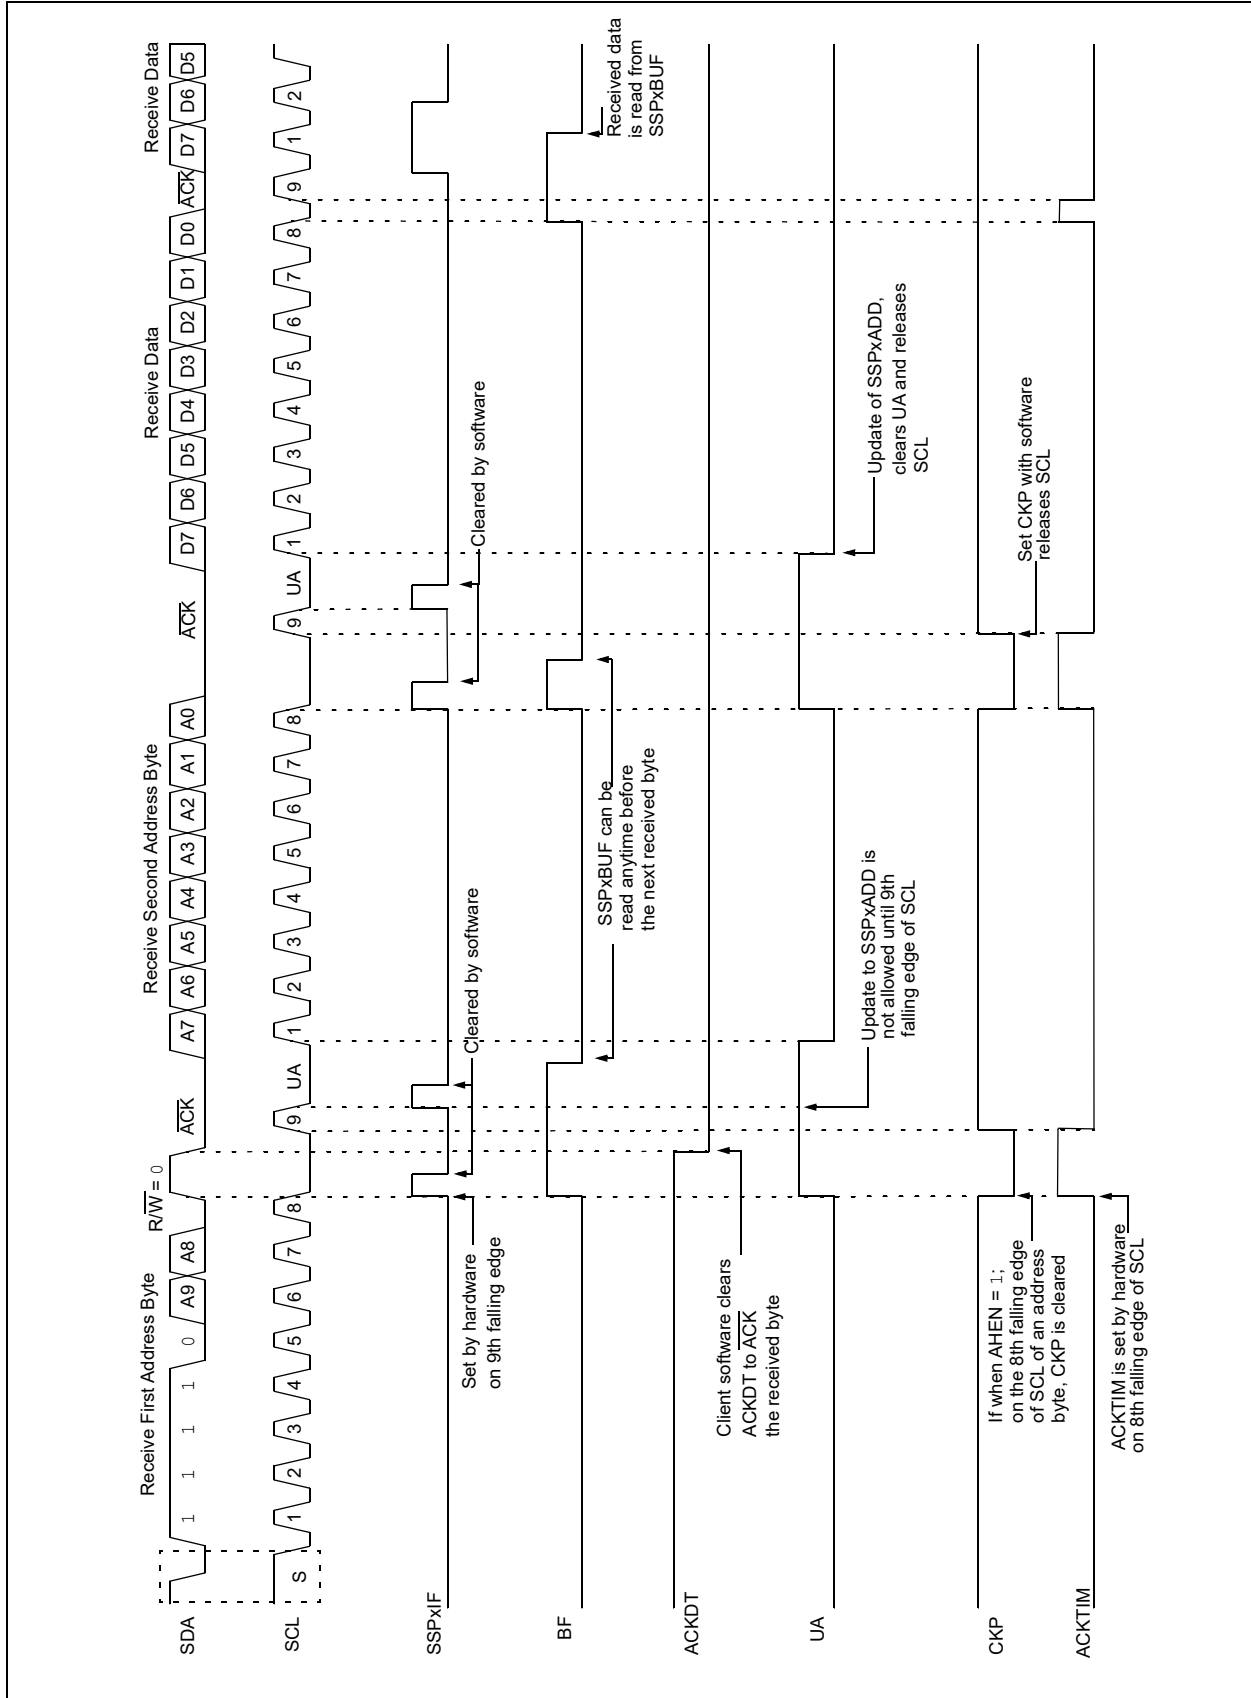 Receive First Address Byte
R/W = 0
Receive Second Address Byte
Receive Data
Receive Data
SDA
1 1 1 1 0 A9 A8
ACK
A7 A6 A5 A4 A3 A2 A1 A0
ACK
D7 D6 D5 D4 D3 D2 D1 D0
ACK
D7 D6 D5
SCL
S
1 2 3 4 5 6 7 8 9
UA
1 2 3 4 5 6 7 8 9
UA
1 2 3 4 5 6 7 8 9
1 2
SSPxIF
Set by hardware
on 9th falling edge
Cleared by software
Cleared by software
BF
SSPxBUF can be
read anytime before
the next received byte
Received data
is read from
SSPxBUF
ACKDT
Client software clears
ACKDT to ACK
the received byte
UA
Update to SSPxADD is
not allowed until 9th
falling edge of SCL
Update of SSPxADD,
clears UA and releases
SCL
CKP
If when AHEN = 1;
on the 8th falling edge
of SCL of an address
byte, CKP is cleared
Set CKP with software
releases SCL
ACKTIM
ACKTIM is set by hardware
on 8th falling edge of SCL